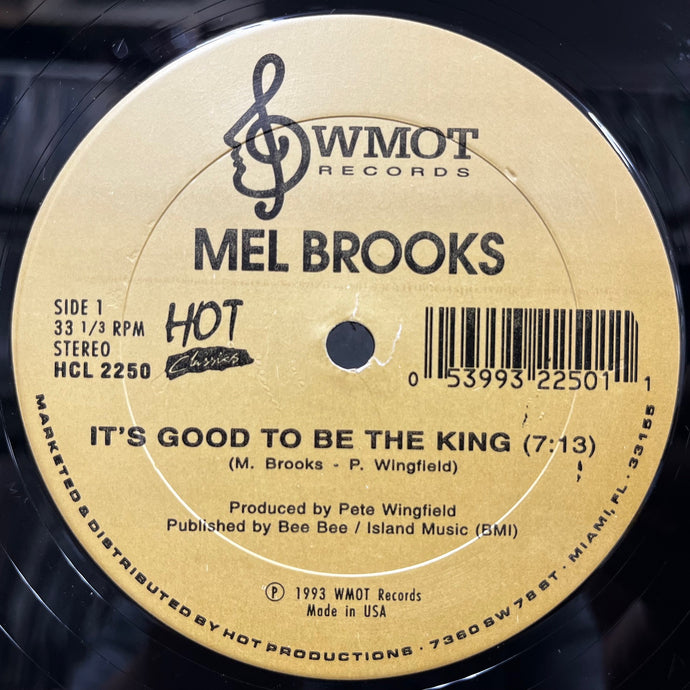 WMOT
RECORDS
MEL BROOKS
SIDE 1
33 1/3 RPM
STEREO
HCL 2250
HOT
Classics
0 53993 22501 1
IT'S GOOD TO BE THE KING (7:13)
(M. Brooks - P. Wingfield)
Produced by Pete Wingfield
Published by Bee Bee / Island Music (BMI)
℗ 1993 WMOT Records
Made in USA
MARKETED & DISTRIBUTED BY HOT PRODUCTIONS · 7360 SW 78 ST · MIAMI, FL · 33155